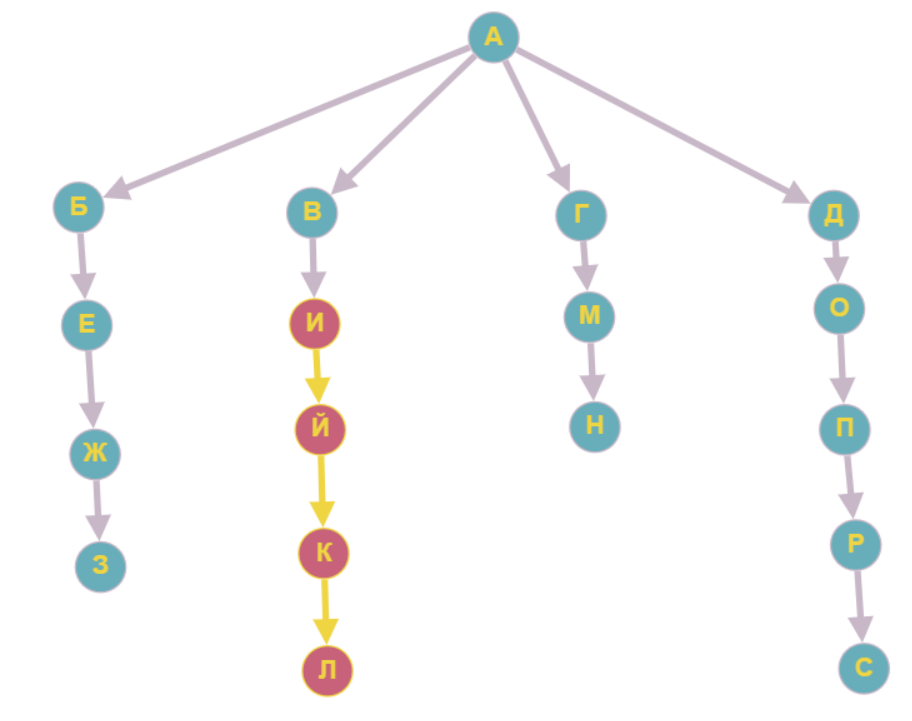 А
Б В Г Д
Е И М О
Ж Й Н П
З К Р
Л С